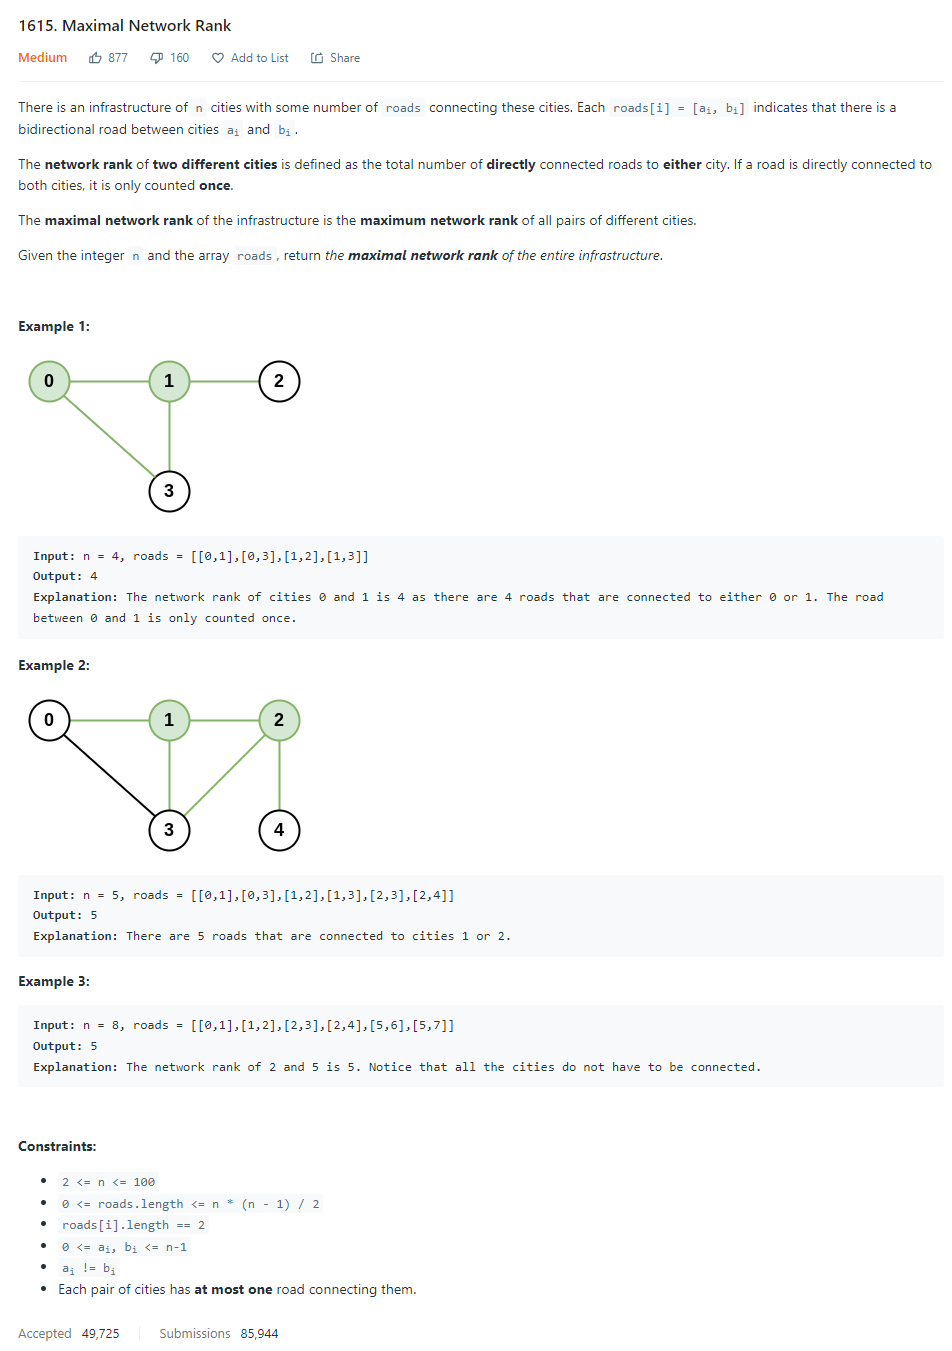 1615. Maximal Network Rank
Medium 877 160 Add to List Share
There is an infrastructure of n cities with some number of roads connecting these cities. Each roads[i] = [aᵢ, bᵢ] indicates that there is a
bidirectional road between cities aᵢ and bᵢ.
The network rank of two different cities is defined as the total number of directly connected roads to either city. If a road is directly connected to
both cities, it is only counted once.
The maximal network rank of the infrastructure is the maximum network rank of all pairs of different cities.
Given the integer n and the array roads, return the maximal network rank of the entire infrastructure.
Example 1:
0 1 2
3
Input: n = 4, roads = [[0,1],[0,3],[1,2],[1,3]]
Output: 4
Explanation: The network rank of cities 0 and 1 is 4 as there are 4 roads that are connected to either 0 or 1. The road
between 0 and 1 is only counted once.
Example 2:
0 1 2
3 4
Input: n = 5, roads = [[0,1],[0,3],[1,2],[1,3],[2,3],[2,4]]
Output: 5
Explanation: There are 5 roads that are connected to cities 1 or 2.
Example 3:
Input: n = 8, roads = [[0,1],[1,2],[2,3],[2,4],[5,6],[5,7]]
Output: 5
Explanation: The network rank of 2 and 5 is 5. Notice that all the cities do not have to be connected.
Constraints:
• 2 <= n <= 100
• 0 <= roads.length <= n * (n - 1) / 2
• roads[i].length == 2
• 0 <= aᵢ, bᵢ <= n-1
• aᵢ != bᵢ
• Each pair of cities has at most one road connecting them.
Accepted 49,725 Submissions 85,944